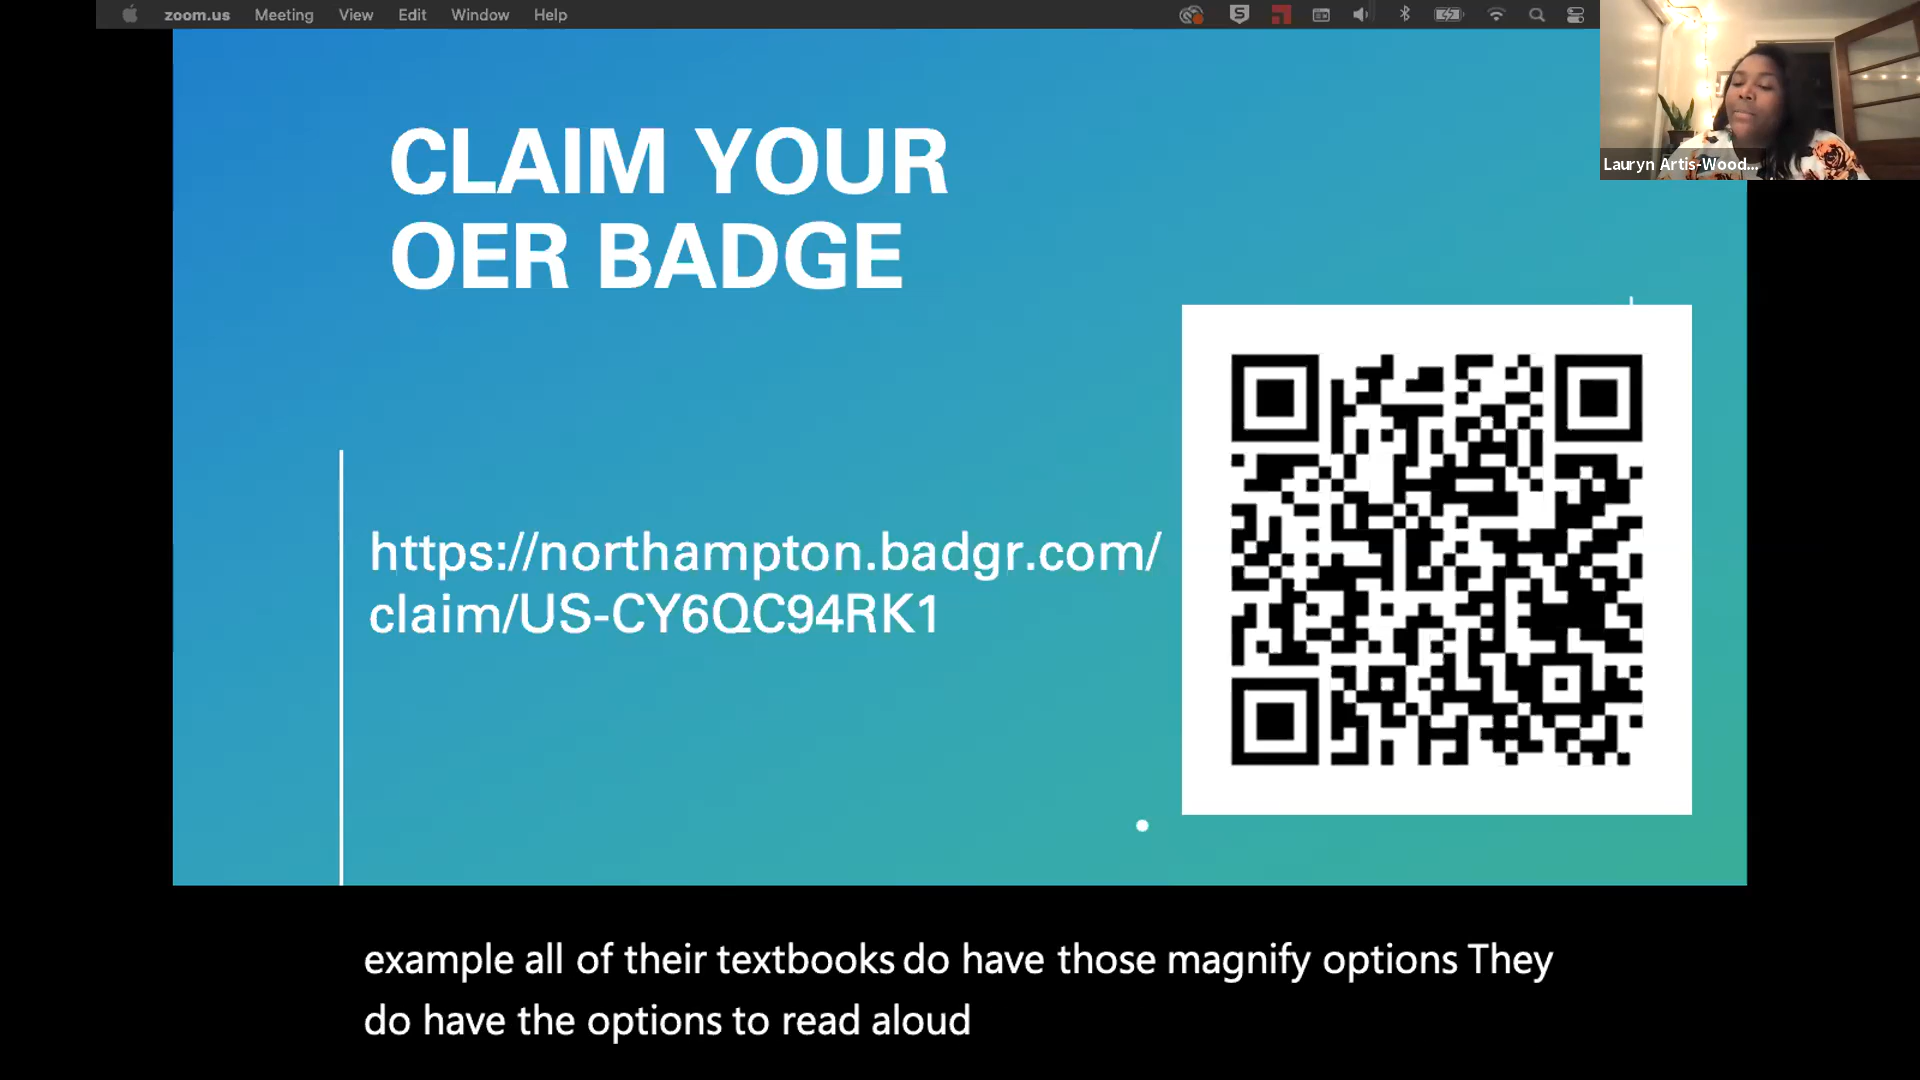 zoom.us Meeting View Edit Window Help
Lauryn Artis-Wood...
CLAIM YOUR
OER BADGE
https://northampton.badgr.com/
claim/US-CY6QC94RK1
example all of their textbooks do have those magnify options They
do have the options to read aloud